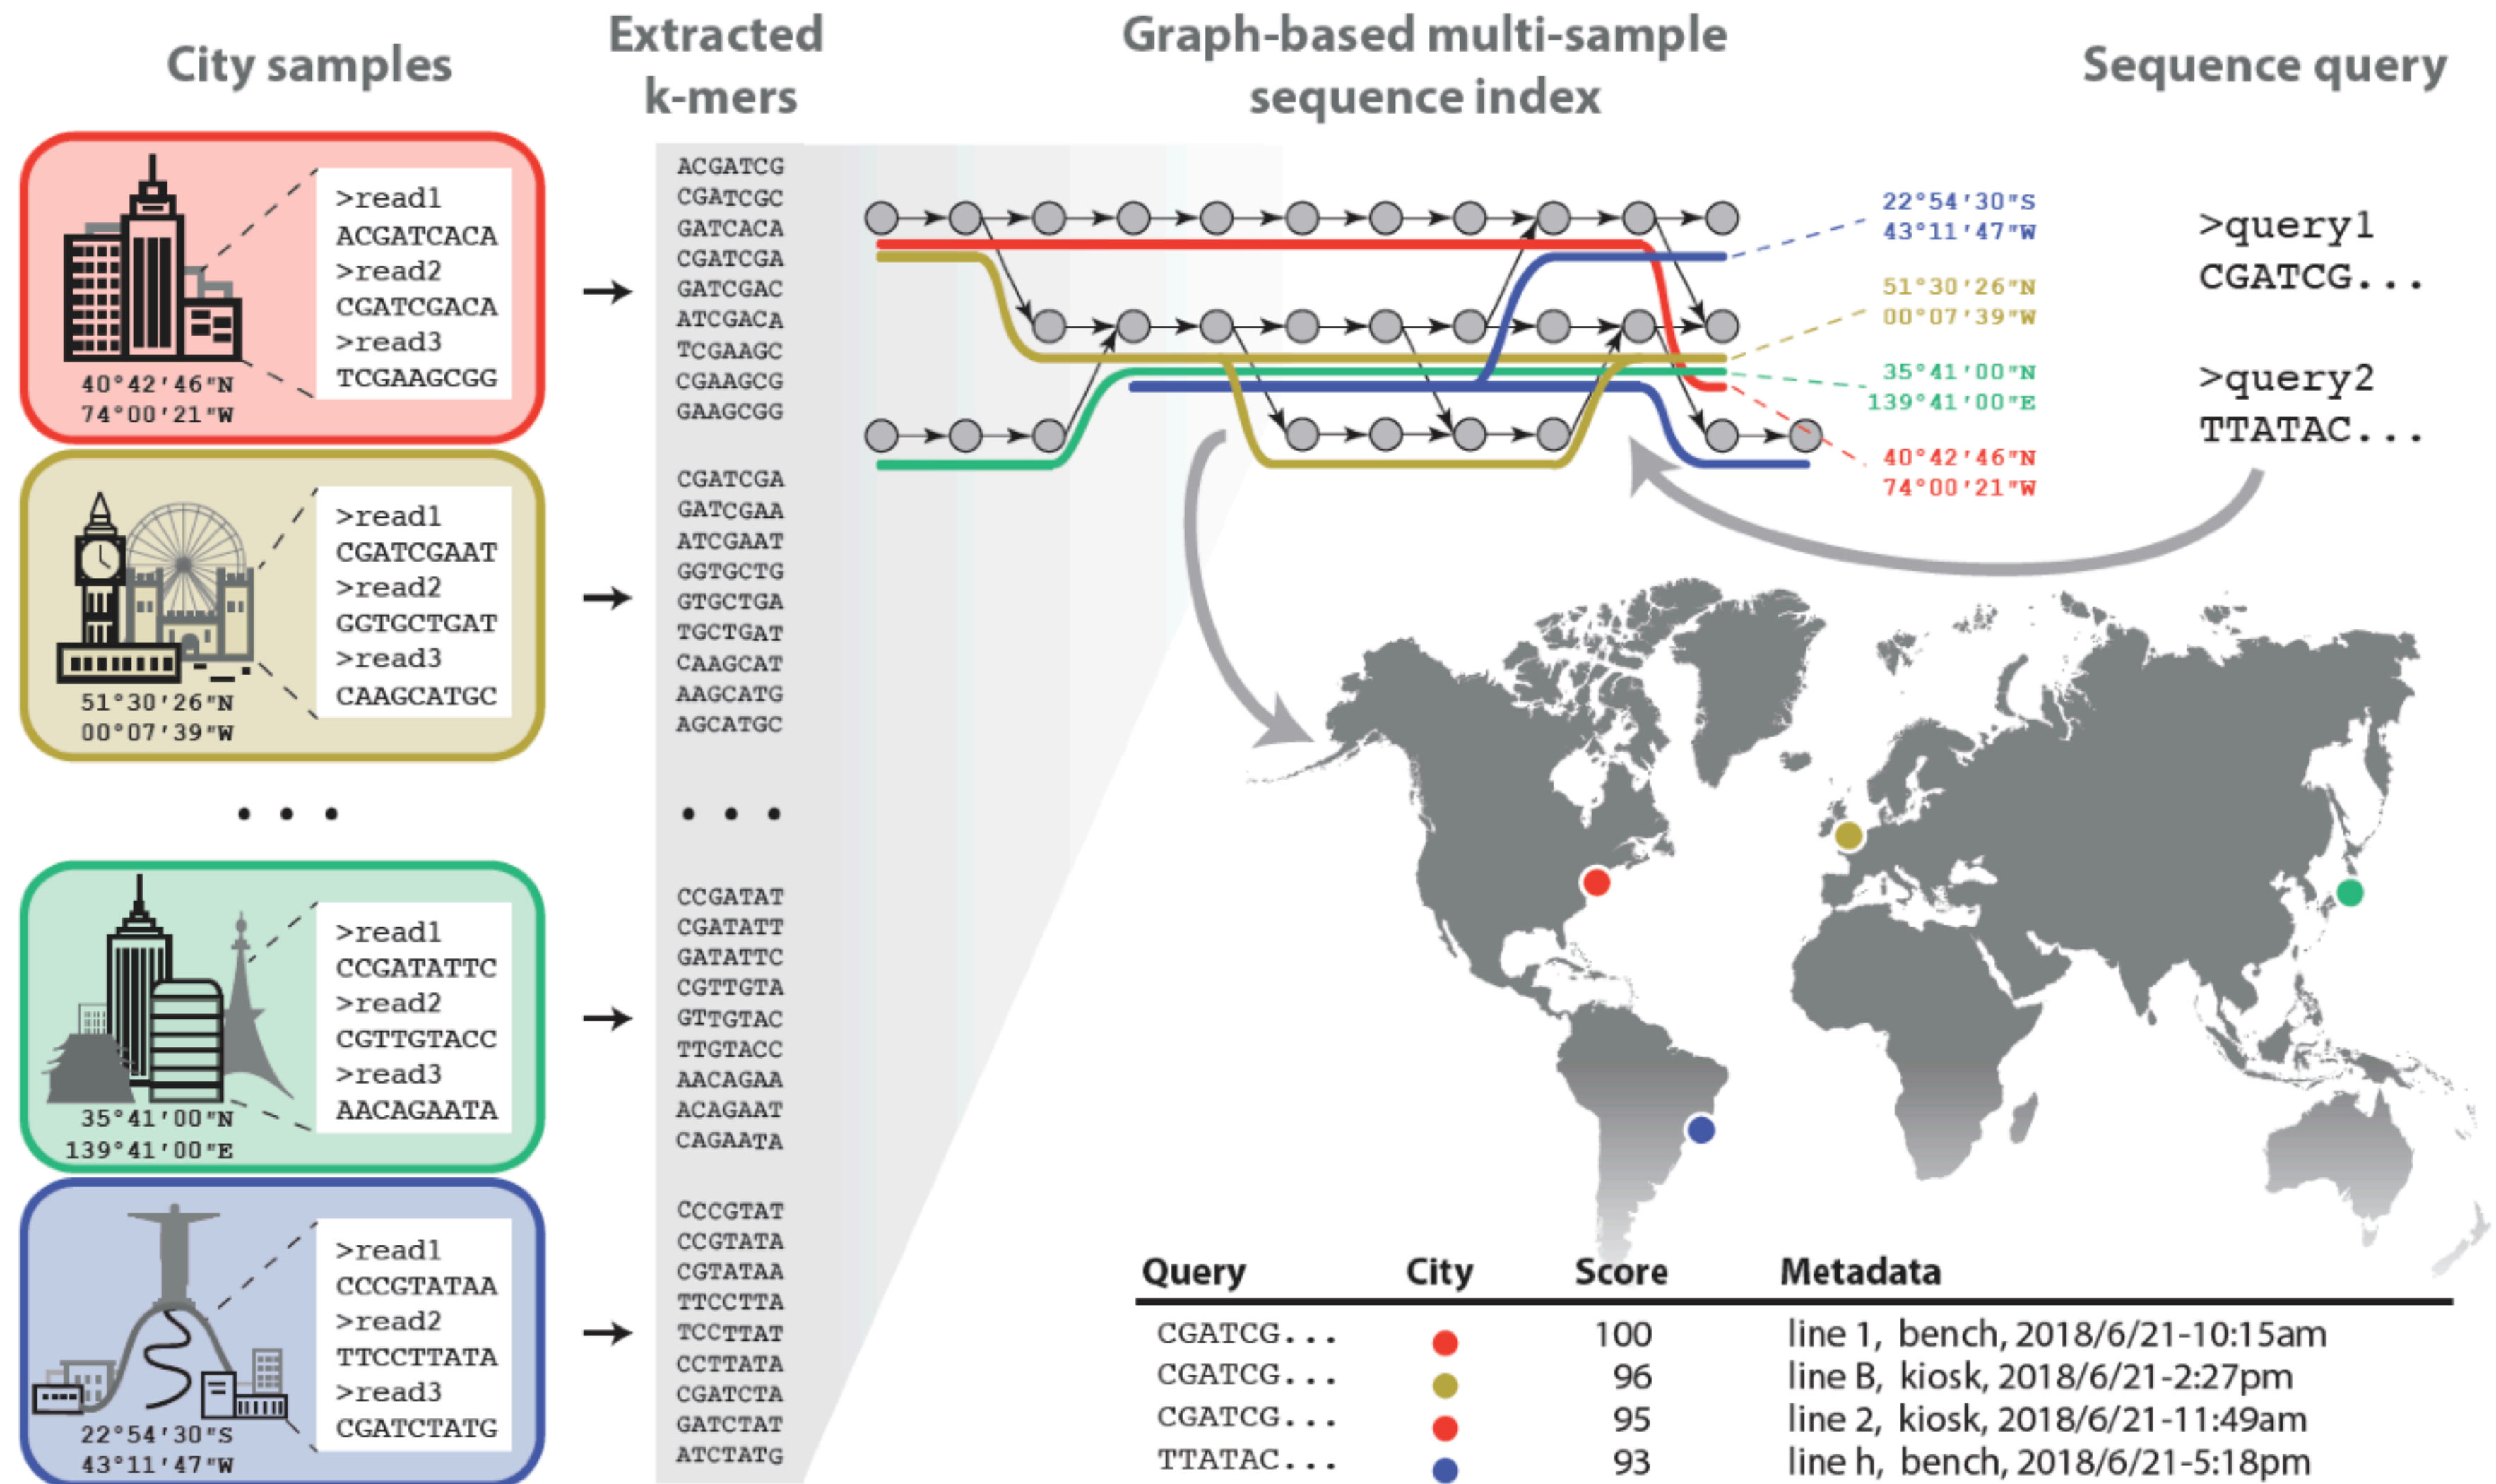 City samples
Extracted
k-mers
Graph-based multi-sample
sequence index
Sequence query
>read1
ACGATCACA
>read2
CGATCGACA
>read3
TCGAAGCGG
40°42′46″N
74°00′21″W
>read1
CGATCGAAT
>read2
GGTGCTGAT
>read3
CAAGCATGC
51°30′26″N
00°07′39″W
• • •
>read1
CCGATATTC
>read2
CGTTGTACC
>read3
AACAGAATA
35°41′00″N
139°41′00″E
>read1
CCCGTATAA
>read2
TTCCTTATA
>read3
CGATCTATG
22°54′30″S
43°11′47″W
ACGATCG
CGATCGC
GATCACA
CGATCGA
GATCGAC
ATCGACA
TCGAAGC
CGAAGCG
GAAGCGG
CGATCGA
GATCGAA
ATCGAAT
GGTGCTG
GTGCTGA
TGCTGAT
CAAGCAT
AAGCATG
AGCATGC
• • •
CCGATAT
CGATATT
GATATTC
CGTTGTA
GTTGTAC
TTGTACC
AACAGAA
ACAGAAT
CAGAATA
CCCGTAT
CCGTATA
CGTATAA
TTCCTTA
TCCTTAT
CCTTATA
CGATCTA
GATCTAT
ATCTATG
22°54′30″S
43°11′47″W
51°30′26″N
00°07′39″W
35°41′00″N
139°41′00″E
40°42′46″N
74°00′21″W
>query1
CGATCG...
>query2
TTATAC...
Query City Score Metadata
CGATCG... 100 line 1, bench, 2018/6/21-10:15am
CGATCG... 96 line B, kiosk, 2018/6/21-2:27pm
CGATCG... 95 line 2, kiosk, 2018/6/21-11:49am
TTATAC... 93 line h, bench, 2018/6/21-5:18pm